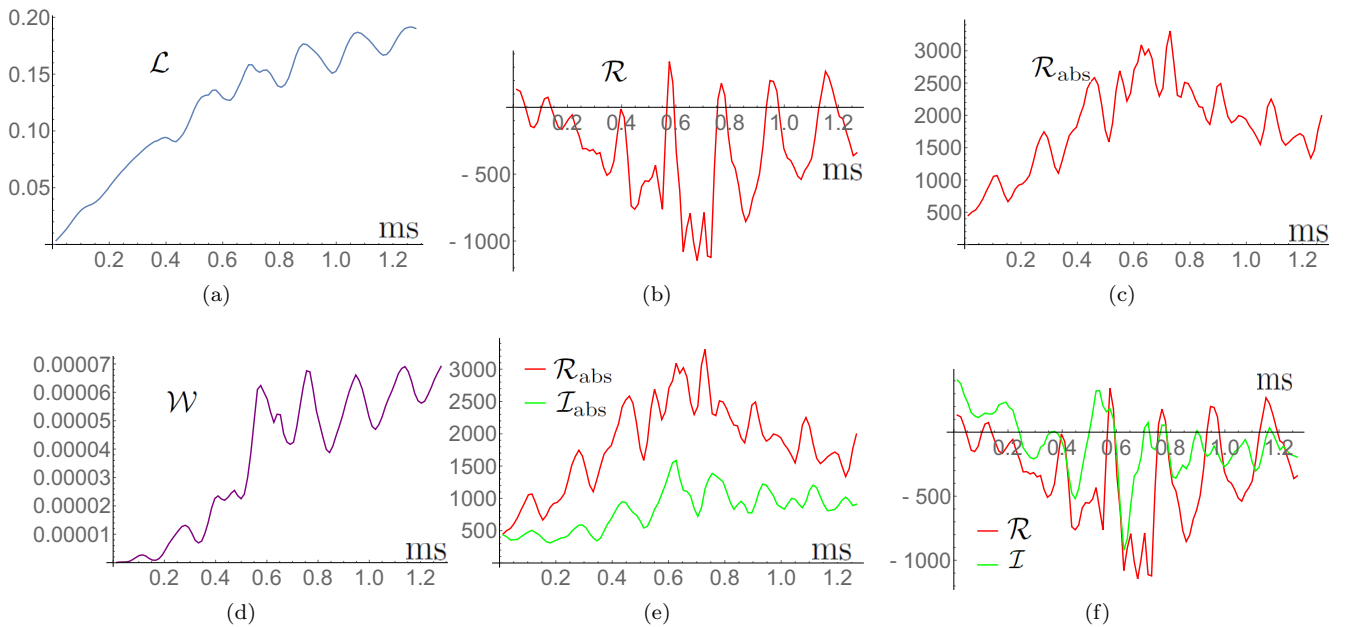 0.20
0.15
0.10
0.05
ℒ
ms
0.2 0.4 0.6 0.8 1.0 1.2
(a)
ℛ
0.2 0.4 0.6 0.8 1.0 1.2
- 500
- 1000
ms
(b)
3000
2500
2000
1500
1000
500
ℛabs
ms
0.2 0.4 0.6 0.8 1.0 1.2
(c)
0.00007
0.00006
0.00005
0.00004
0.00003
0.00002
0.00001
𝒲
ms
0.2 0.4 0.6 0.8 1.0 1.2
(d)
3000
2500
2000
1500
1000
500
ℛabs
ℐabs
ms
0.2 0.4 0.6 0.8 1.0 1.2
(e)
ms
0.2 0.4 0.6 0.8 1.0 1.2
- 500
- 1000
ℛ
ℐ
(f)